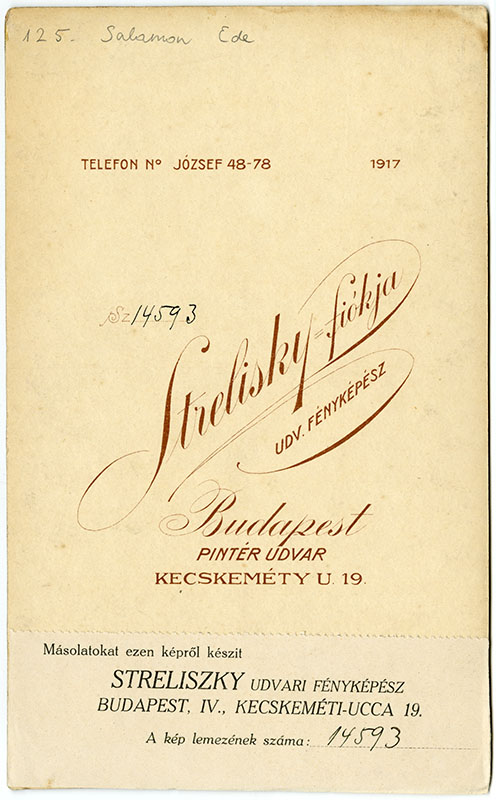 125. Salamon Ede
TELEFON Nº JÓZSEF 48-78 1917
Sz 14593
Strelisky=fiókja
UDV. FÉNYKÉPÉSZ
Budapest
PINTÉR UDVAR
KECSKEMÉTY U. 19.
Másolatokat ezen képről készit
STRELISZKY UDVARI FÉNYKÉPÉSZ
BUDAPEST, IV., KECSKEMÉTI-UCCA 19.
A kép lemezének száma: 14593